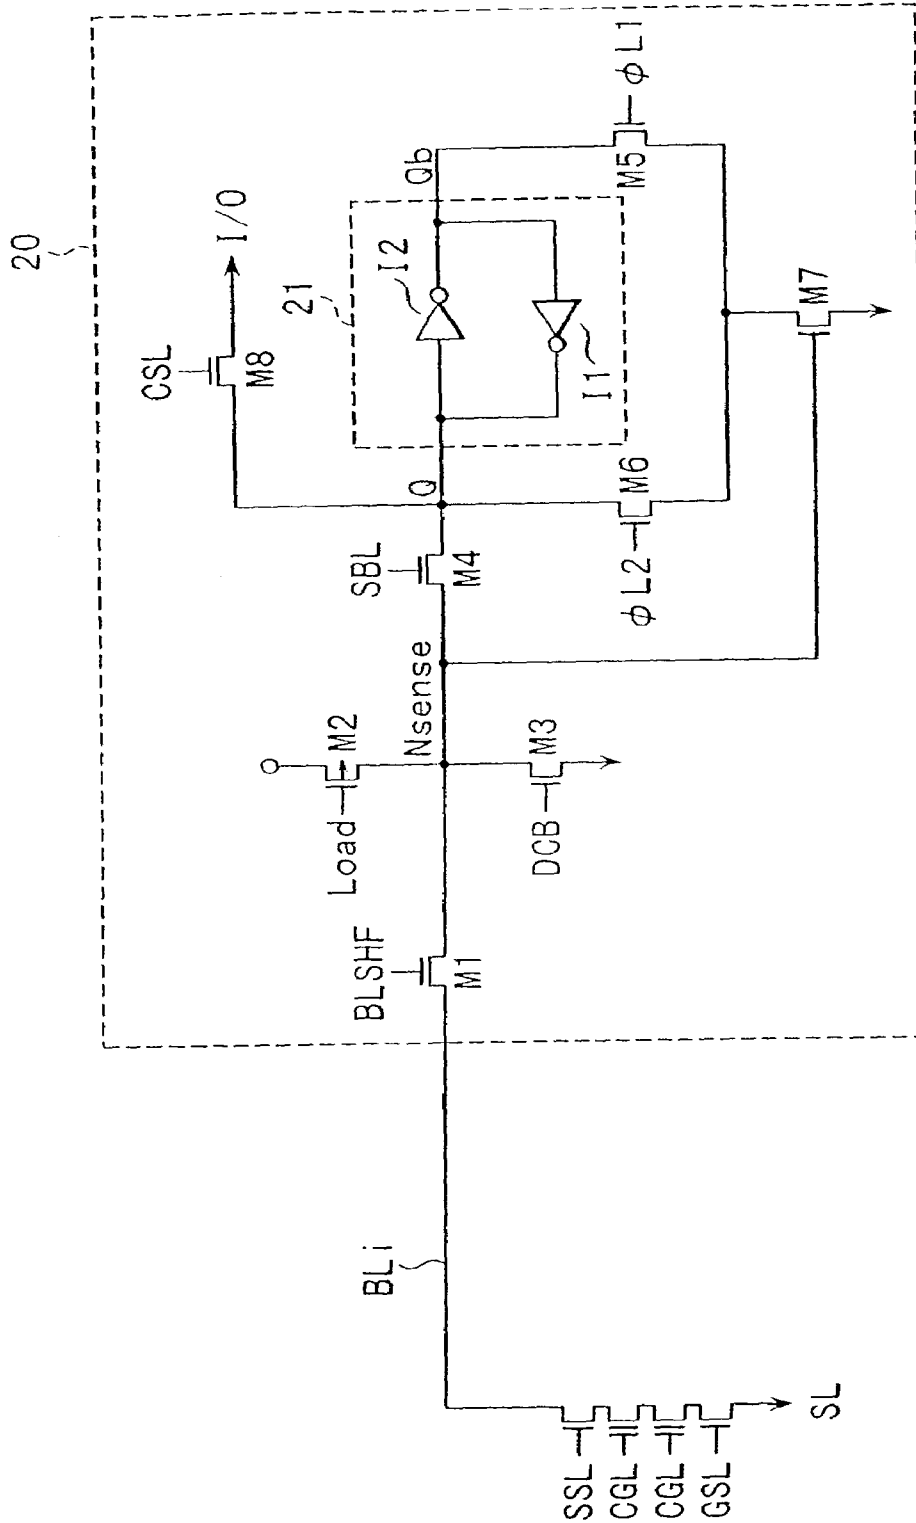 20
CSL
I/O
M8
21
I2
Qb
I1
Q
SBL
M4
φL2
M6
M5
φL1
M7
Nsense
Load
M2
DCB
M3
BLSHF
M1
BLi
SSL
CGL
CGL
GSL
SL